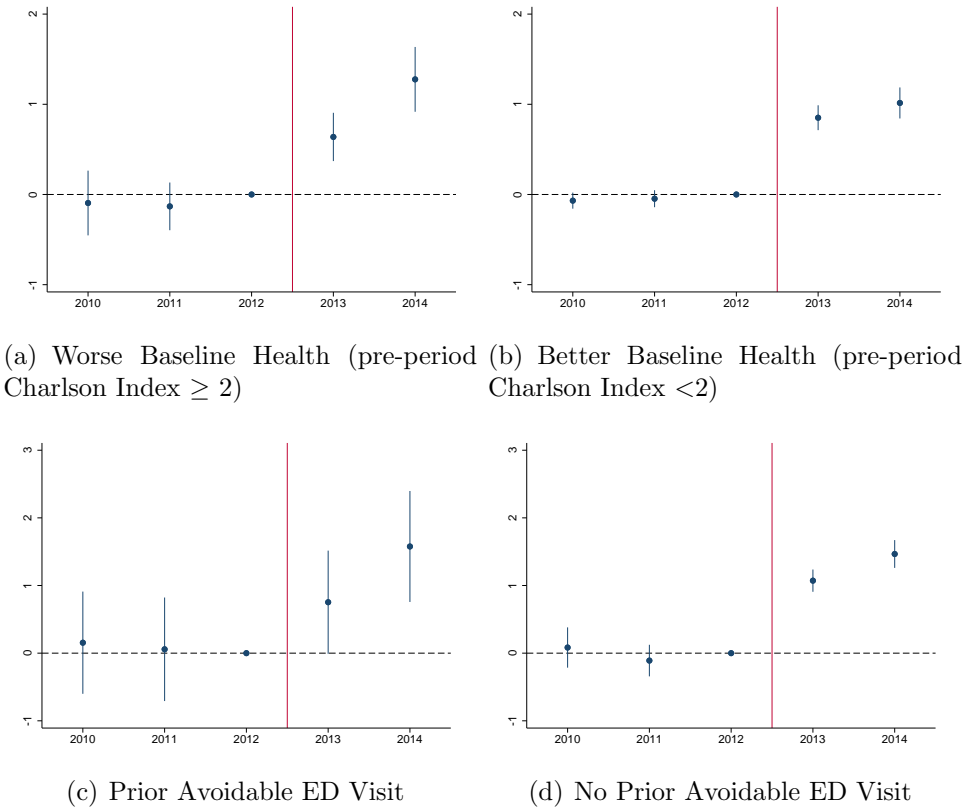 2
1
0
-1
2010 2011 2012 2013 2014
2
1
0
-1
2010 2011 2012 2013 2014
(a) Worse Baseline Health (pre-period
Charlson Index ≥ 2)
(b) Better Baseline Health (pre-period
Charlson Index <2)
3
2
1
0
-1
2010 2011 2012 2013 2014
3
2
1
0
-1
2010 2011 2012 2013 2014
(c) Prior Avoidable ED Visit
(d) No Prior Avoidable ED Visit